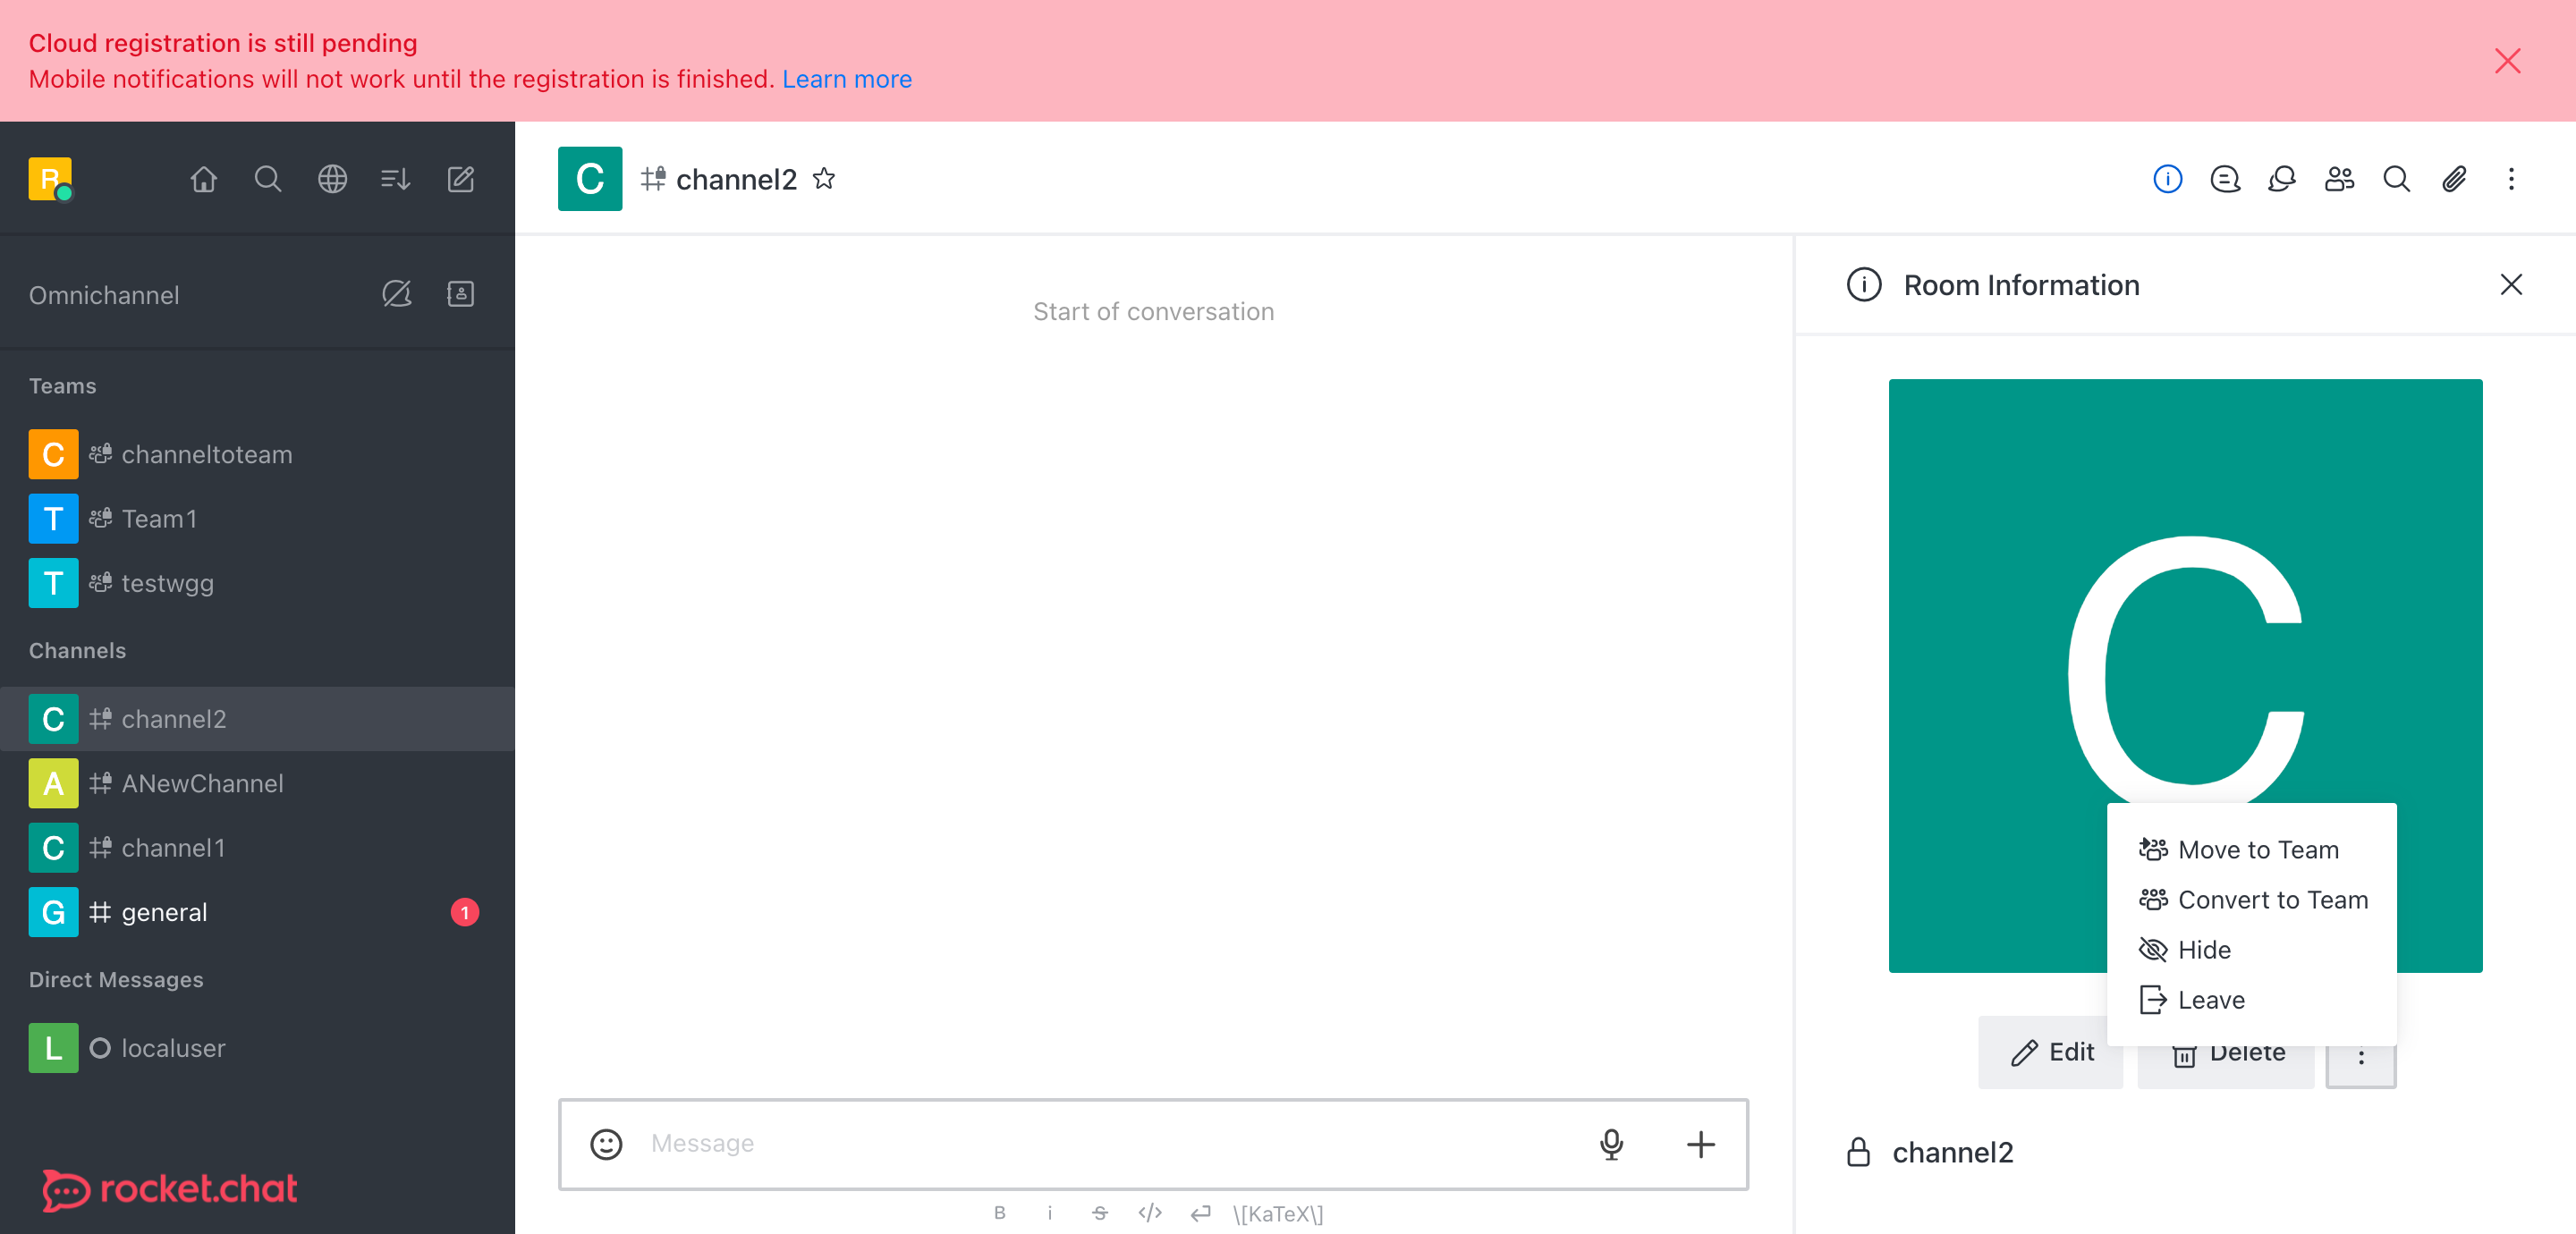 Cloud registration is still pending
Mobile notifications will not work until the registration is finished. Learn more
R
C channel2
Omnichannel
Start of conversation
Room Information
Teams
C channeltoteam
T Team1
T testwgg
Channels
C channel2
A ANewChannel
C channel1
G general 1
Direct Messages
L localuser
rocket.chat
C
Move to Team
Convert to Team
Hide
Leave
Edit Delete
channel2
Message
B i S </> \[KaTeX\]